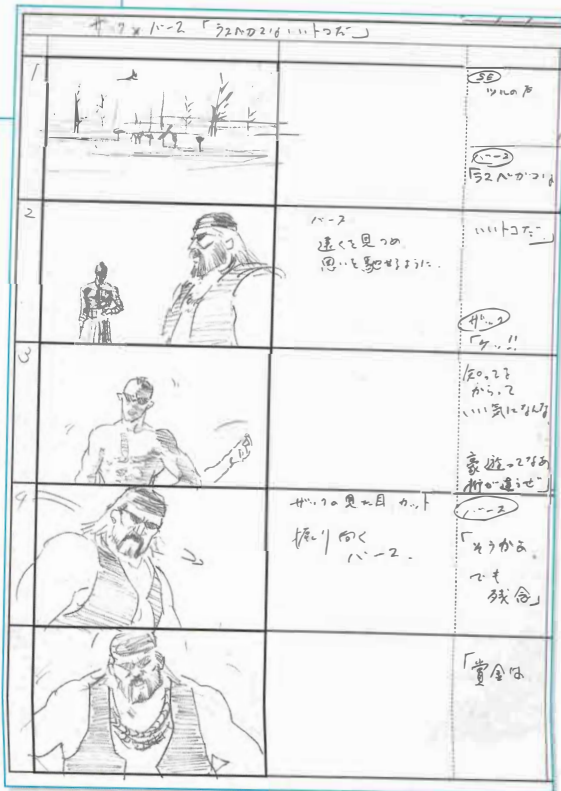 ザック×バース「ラスベガスはいいトコだー」
1
SE
ツルの声
バース
「ラスベガスは
2
バース
遠くを見つめ
思いを馳せるように.
いいトコだー」
ザック
「ケッ!!
3
知ってる
からって
いい気になんな
豪遊ってなぁ
桁が違うぜ」
4
ザックの見た目カット
振り向く
バース.
バース
「そうかよ
でも
残念」
「賞金は